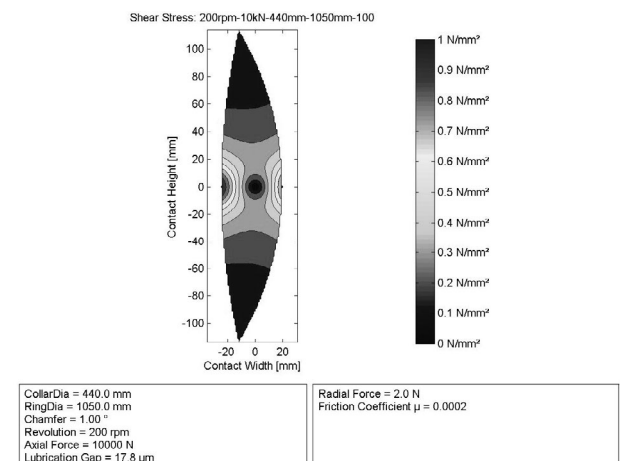 Shear Stress: 200rpm-10kN-440mm-1050mm-100
100
80
60
40
20
0
-20
-40
-60
-80
-100
Contact Height [mm]
-20 0 20
Contact Width [mm]
1 N/mm²
0.9 N/mm²
0.8 N/mm²
0.7 N/mm²
0.6 N/mm²
0.5 N/mm²
0.4 N/mm²
0.3 N/mm²
0.2 N/mm²
0.1 N/mm²
0 N/mm²
CollarDia = 440.0 mm
RingDia = 1050.0 mm
Chamfer = 1.00 °
Revolution = 200 rpm
Axial Force = 10000 N
Lubrication Gap = 17.8 µm
Radial Force = 2.0 N
Friction Coefficient µ = 0.0002